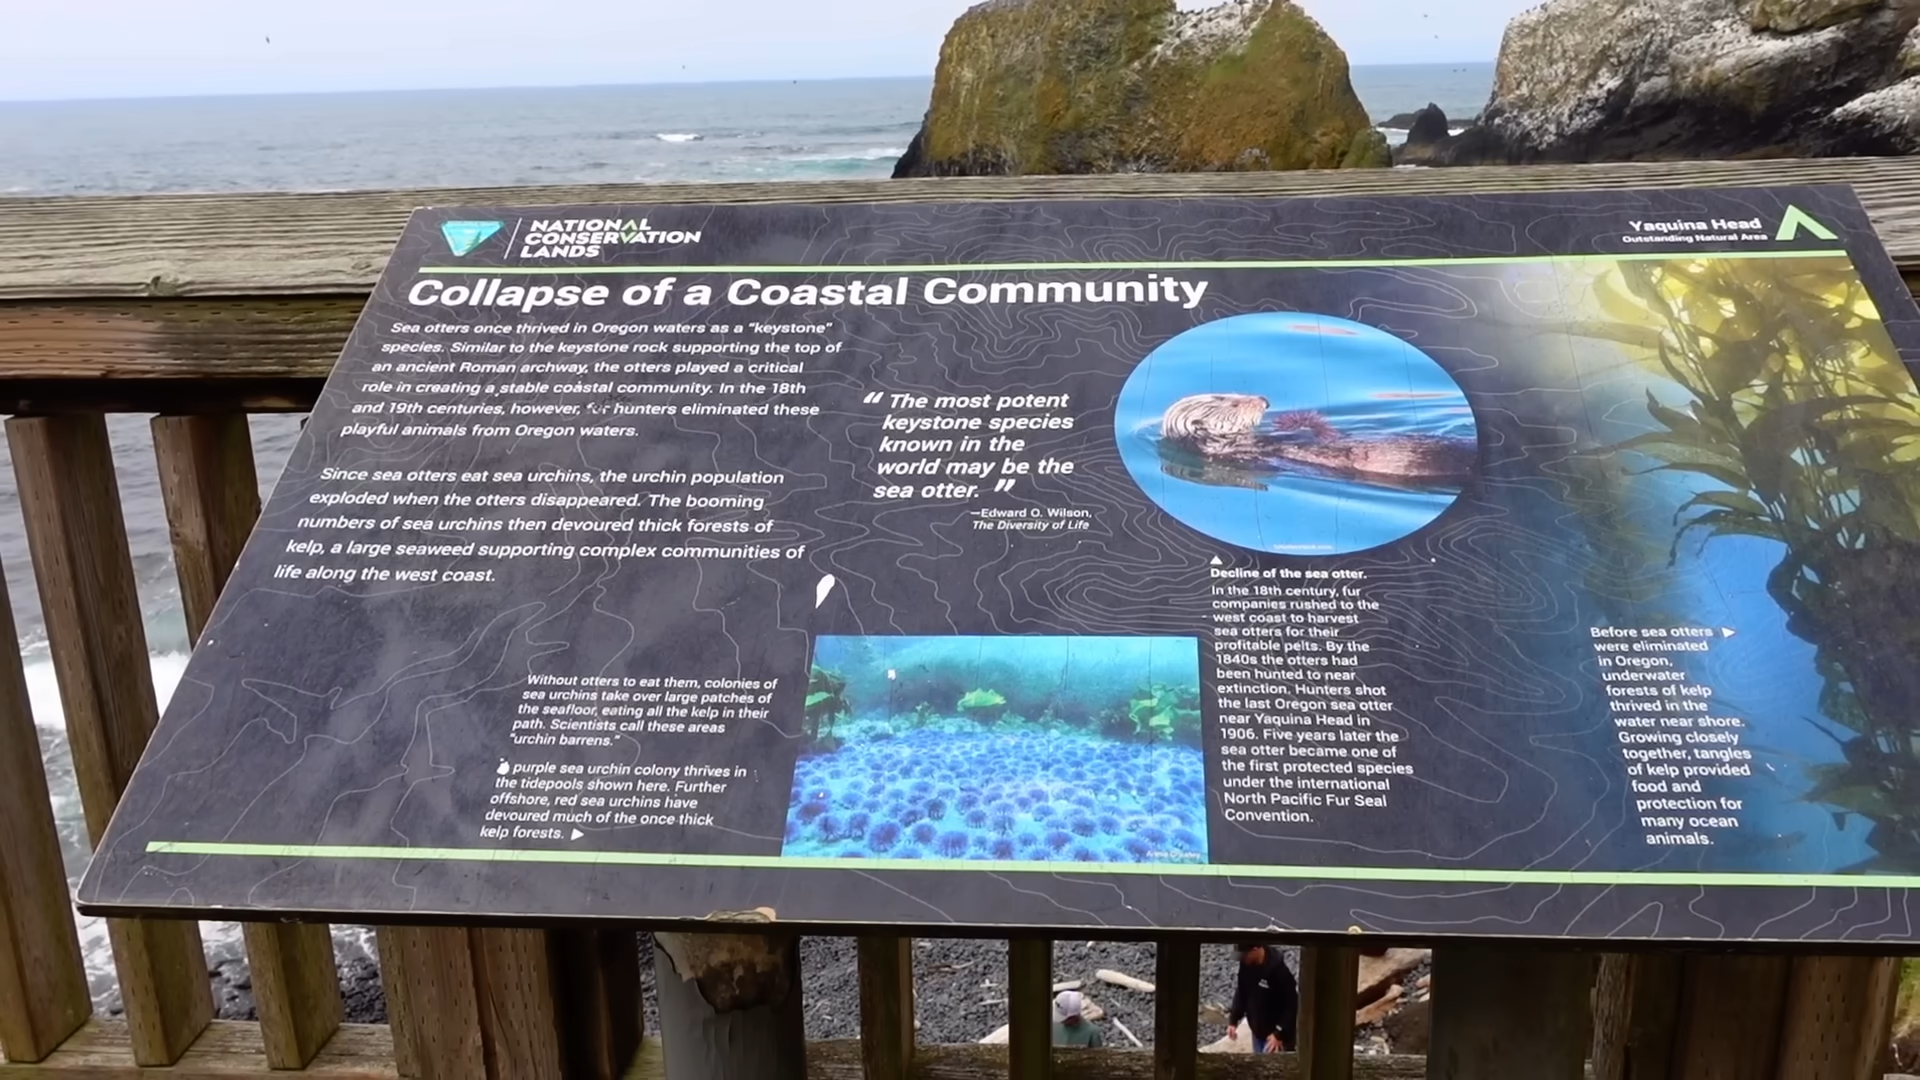 NATIONAL
CONSERVATION
LANDS
Yaquina Head
Outstanding Natural Area
Collapse of a Coastal Community
Sea otters once thrived in Oregon waters as a "keystone"
species. Similar to the keystone rock supporting the top of
an ancient Roman archway, the otters played a critical
role in creating a stable coastal community. In the 18th
and 19th centuries, however, fur hunters eliminated these
playful animals from Oregon waters.
Since sea otters eat sea urchins, the urchin population
exploded when the otters disappeared. The booming
numbers of sea urchins then devoured thick forests of
kelp, a large seaweed supporting complex communities of
life along the west coast.
“The most potent
keystone species
known in the
world may be the
sea otter.”
—Edward O. Wilson,
The Diversity of Life
Without otters to eat them, colonies of
sea urchins take over large patches of
the seafloor, eating all the kelp in their
path. Scientists call these areas
"urchin barrens."
purple sea urchin colony thrives in
the tidepools shown here. Further
offshore, red sea urchins have
devoured much of the once thick
kelp forests. ▶
▲
Decline of the sea otter.
In the 18th century, fur
companies rushed to the
west coast to harvest
sea otters for their
profitable pelts. By the
1840s the otters had
been hunted to near
extinction. Hunters shot
the last Oregon sea otter
near Yaquina Head in
1906. Five years later the
sea otter became one of
the first protected species
under the international
North Pacific Fur Seal
Convention.
Before sea otters ▶
were eliminated
in Oregon,
underwater
forests of kelp
thrived in the
water near shore.
Growing closely
together, tangles
of kelp provided
food and
protection for
many ocean
animals.